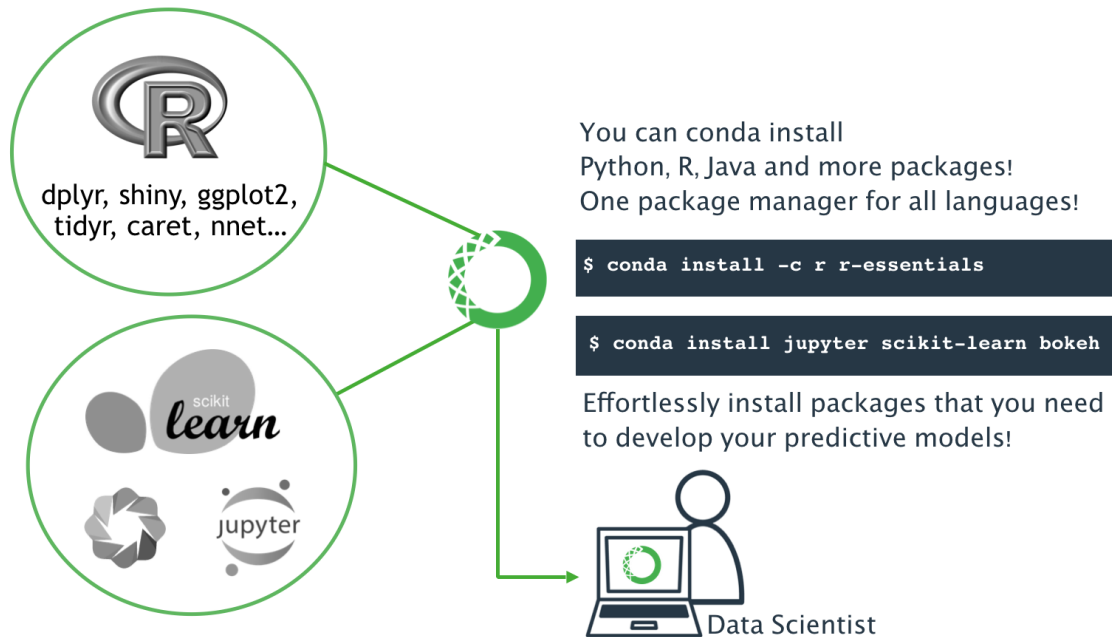 R
dplyr, shiny, ggplot2,
tidyr, caret, nnet...
scikit
learn
jupyter
You can conda install
Python, R, Java and more packages!
One package manager for all languages!
$ conda install -c r r-essentials
$ conda install jupyter scikit-learn bokeh
Effortlessly install packages that you need
to develop your predictive models!
Data Scientist